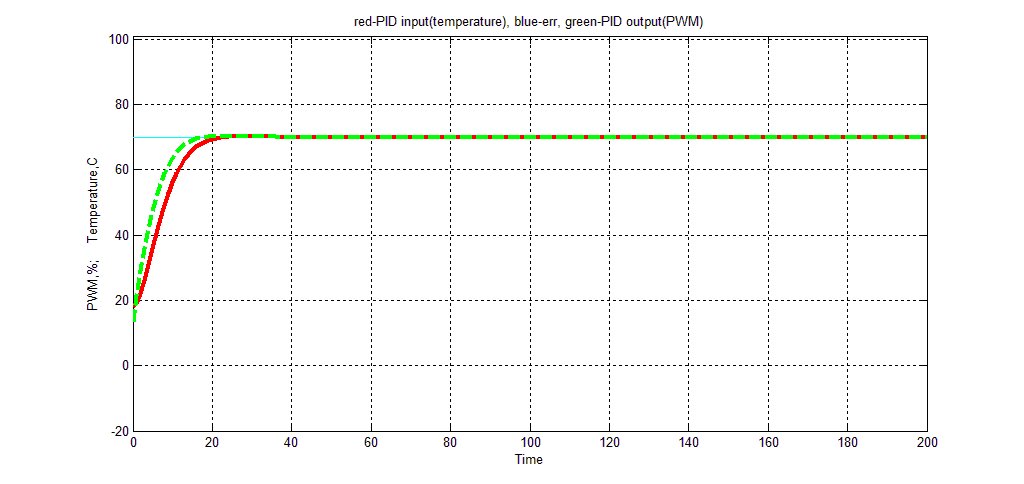 red-PID input(temperature), blue-err, green-PID output(PWM)
100
80
60
40
20
0
-20
PWM,%; Temperature,C
0 20 40 60 80 100 120 140 160 180 200
Time